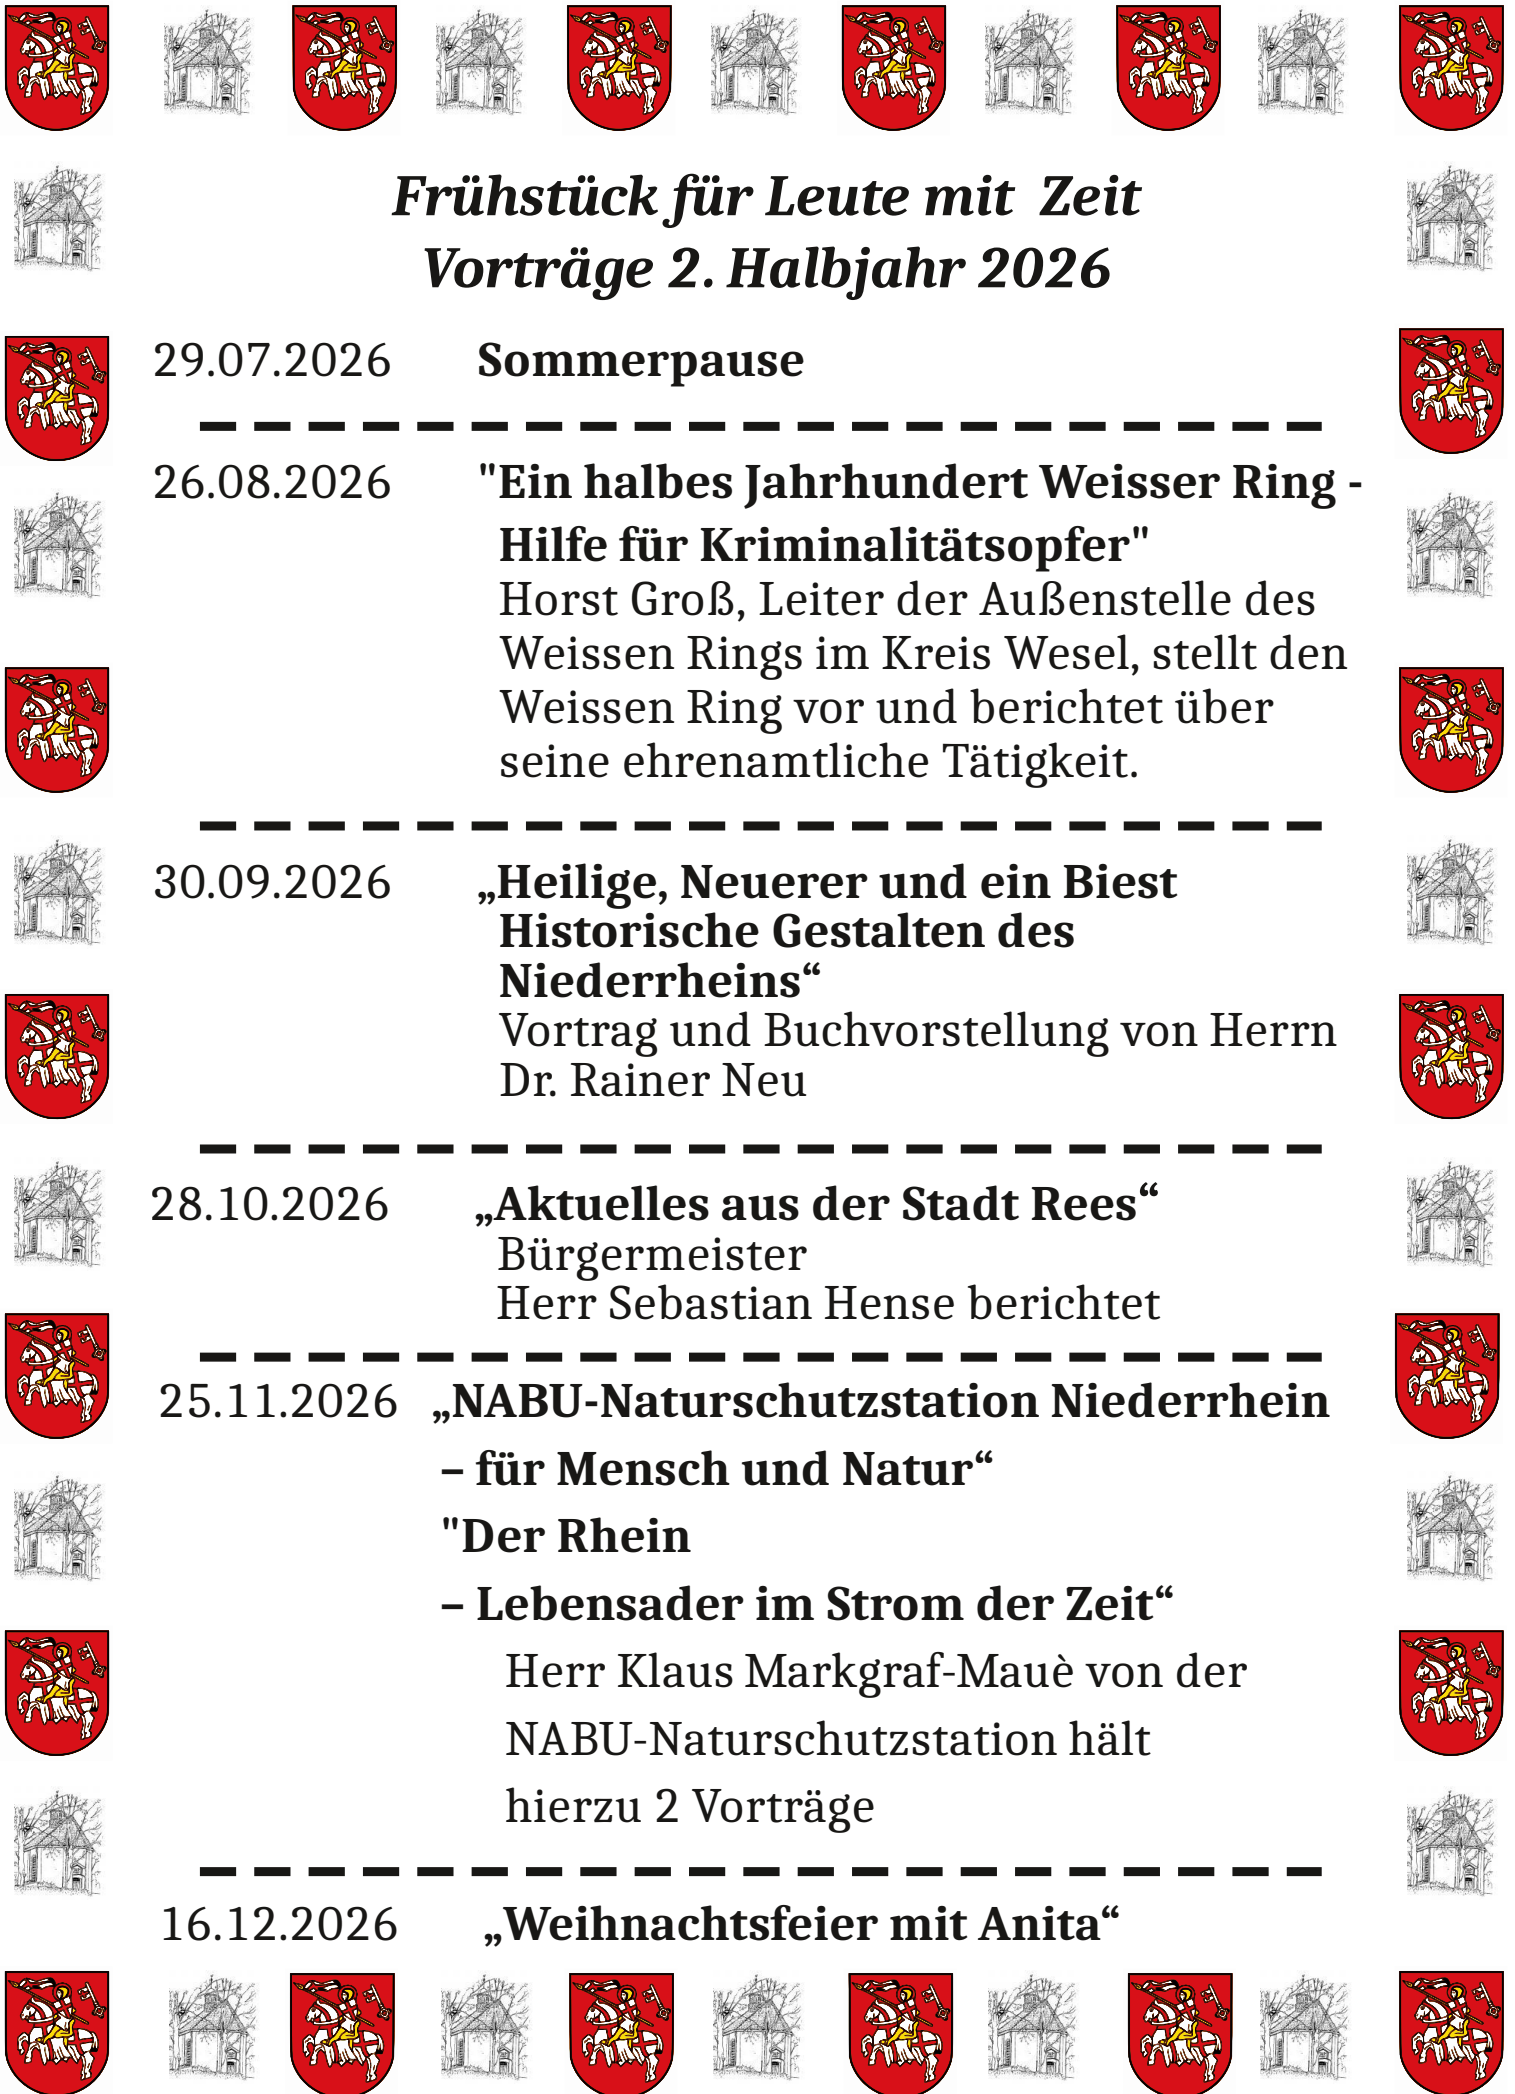 Frühstück für Leute mit Zeit
Vorträge 2. Halbjahr 2026
29.07.2026 Sommerpause
26.08.2026 "Ein halbes Jahrhundert Weisser Ring -
Hilfe für Kriminalitätsopfer"
Horst Groß, Leiter der Außenstelle des
Weissen Rings im Kreis Wesel, stellt den
Weissen Ring vor und berichtet über
seine ehrenamtliche Tätigkeit.
30.09.2026 „Heilige, Neuerer und ein Biest
Historische Gestalten des
Niederrheins“
Vortrag und Buchvorstellung von Herrn
Dr. Rainer Neu
28.10.2026 „Aktuelles aus der Stadt Rees“
Bürgermeister
Herr Sebastian Hense berichtet
25.11.2026 „NABU-Naturschutzstation Niederrhein
– für Mensch und Natur“
"Der Rhein
– Lebensader im Strom der Zeit“
Herr Klaus Markgraf-Mauè von der
NABU-Naturschutzstation hält
hierzu 2 Vorträge
16.12.2026 „Weihnachtsfeier mit Anita“